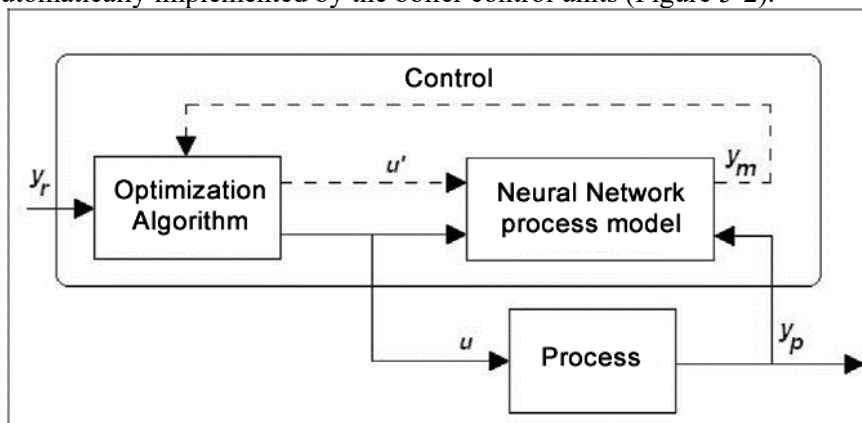 automatically implemented by the boiler control units (Figure 5-2).
Control
y_r
Optimization
Algorithm
u'
Neural Network
process model
y_m
u
Process
y_p